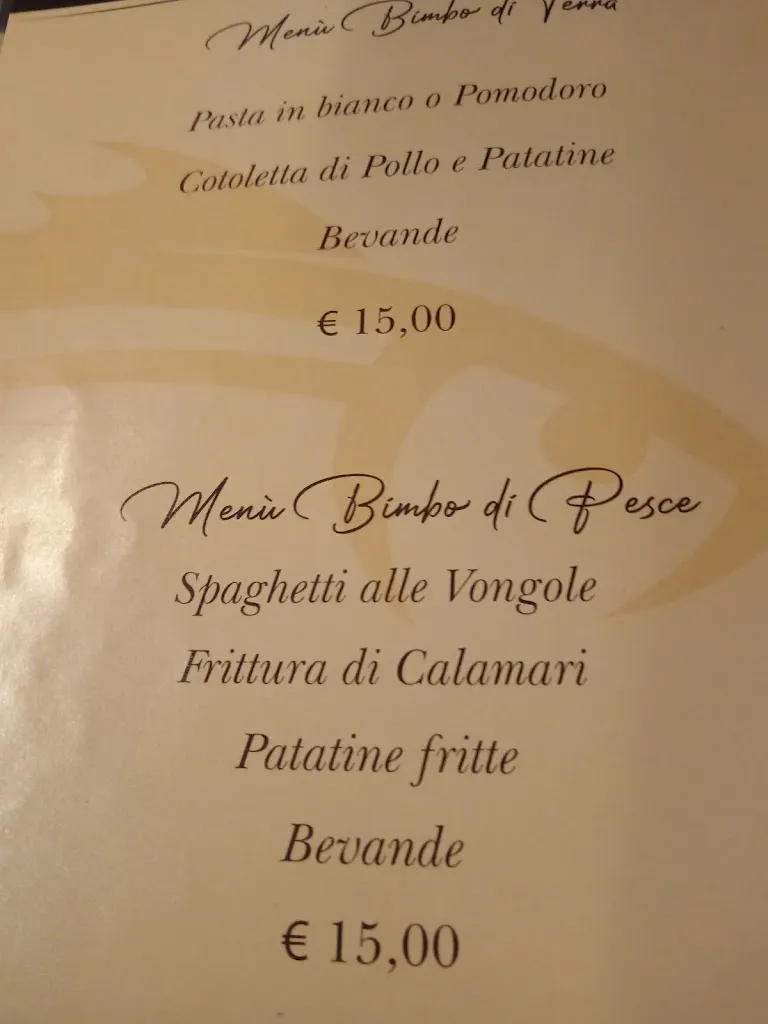 Menù Bimbo di Terra
Pasta in bianco o Pomodoro
Cotoletta di Pollo e Patatine
Bevande
€ 15,00
Menù Bimbo di Pesce
Spaghetti alle Vongole
Frittura di Calamari
Patatine fritte
Bevande
€ 15,00